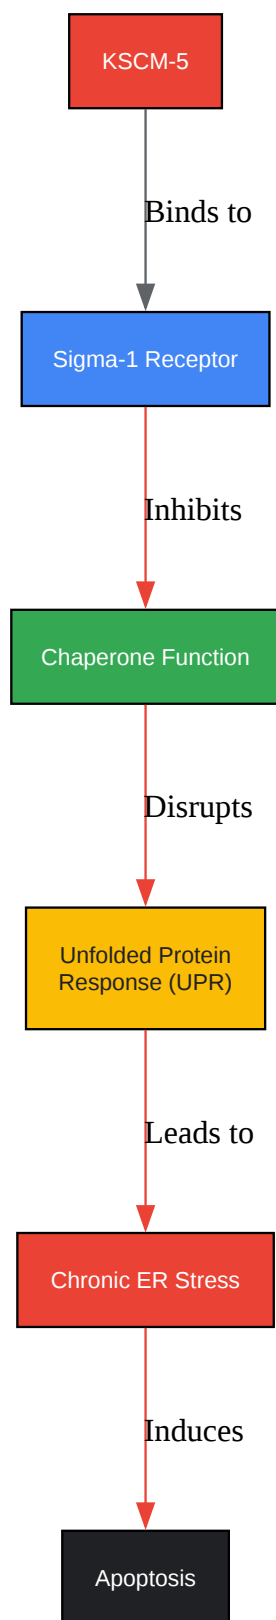 KSCM-5
Binds to
Sigma-1 Receptor
Inhibits
Chaperone Function
Disrupts
Unfolded Protein
Response (UPR)
Leads to
Chronic ER Stress
Induces
Apoptosis